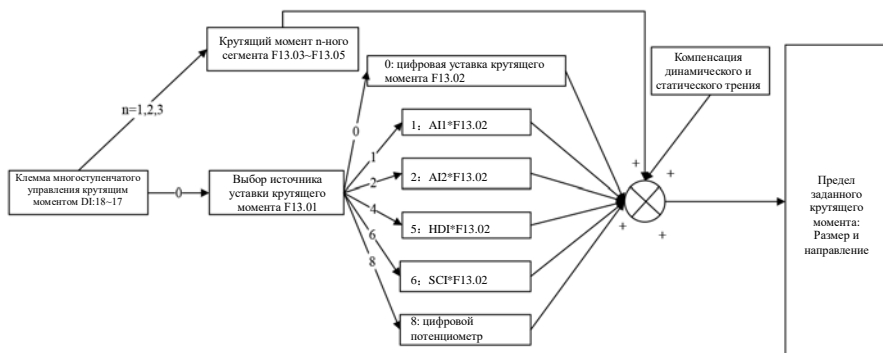 Крутящий момент n-ного
сегмента F13.03~F13.05
n=1,2,3
Клемма многоступенчатого
управления крутящим
моментом DI:18~17
0
Выбор источника
уставки крутящего
момента F13.01
0
1
2
4
6
8
0: цифровая уставка крутящего
момента F13.02
1: AI1*F13.02
2: AI2*F13.02
5: HDI*F13.02
6: SCI*F13.02
8: цифровой
потенциометр
Компенсация
динамического и
статического трения
+
+
+
+
Предел
заданного
крутящего
момента:
Размер и
направление